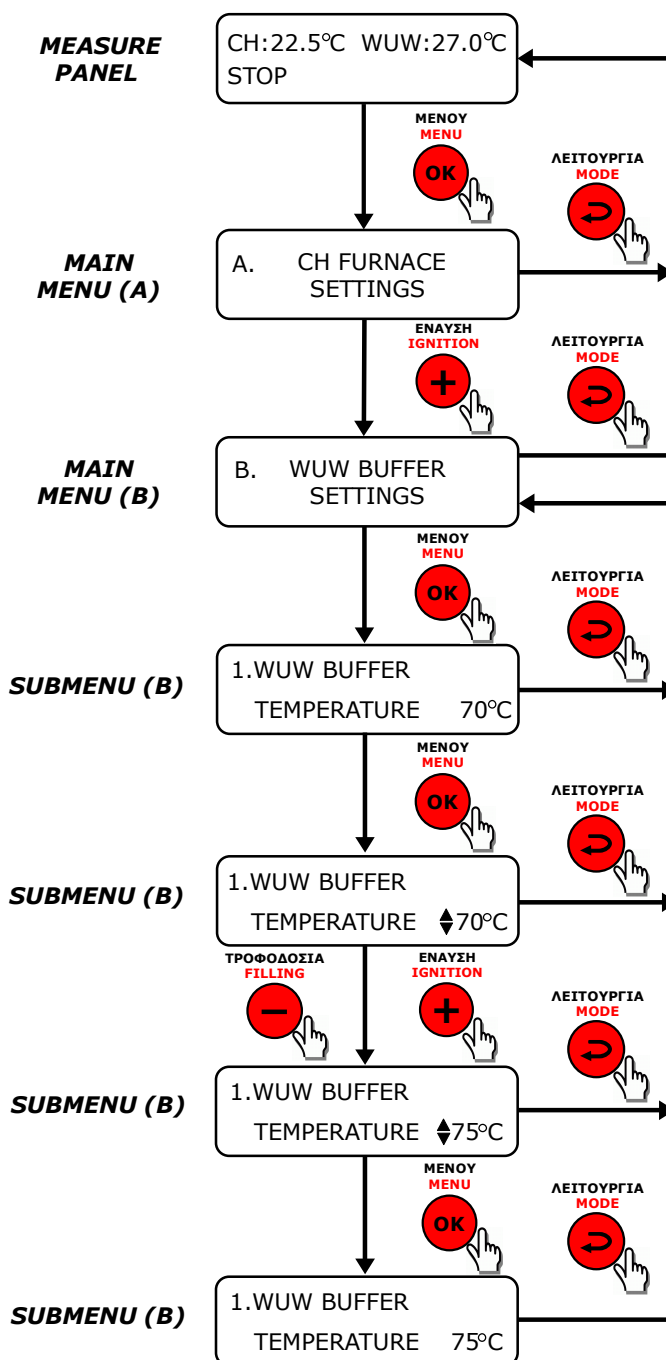 MEASURE
PANEL
CH:22.5°C WUW:27.0°C
STOP
ΜΕΝΟΥ
MENU
OK
ΛΕΙΤΟΥΡΓΙΑ
MODE
MAIN
MENU (A)
A. CH FURNACE
SETTINGS
ΕΝΑΥΣΗ
IGNITION
+
ΛΕΙΤΟΥΡΓΙΑ
MODE
MAIN
MENU (B)
B. WUW BUFFER
SETTINGS
ΜΕΝΟΥ
MENU
OK
ΛΕΙΤΟΥΡΓΙΑ
MODE
SUBMENU (B)
1.WUW BUFFER
TEMPERATURE 70°C
ΜΕΝΟΥ
MENU
OK
ΛΕΙΤΟΥΡΓΙΑ
MODE
SUBMENU (B)
1.WUW BUFFER
TEMPERATURE 70°C
ΤΡΟΦΟΔΟΣΙΑ
FILLING
−
ΕΝΑΥΣΗ
IGNITION
+
ΛΕΙΤΟΥΡΓΙΑ
MODE
SUBMENU (B)
1.WUW BUFFER
TEMPERATURE 75°C
ΜΕΝΟΥ
MENU
OK
ΛΕΙΤΟΥΡΓΙΑ
MODE
SUBMENU (B)
1.WUW BUFFER
TEMPERATURE 75°C